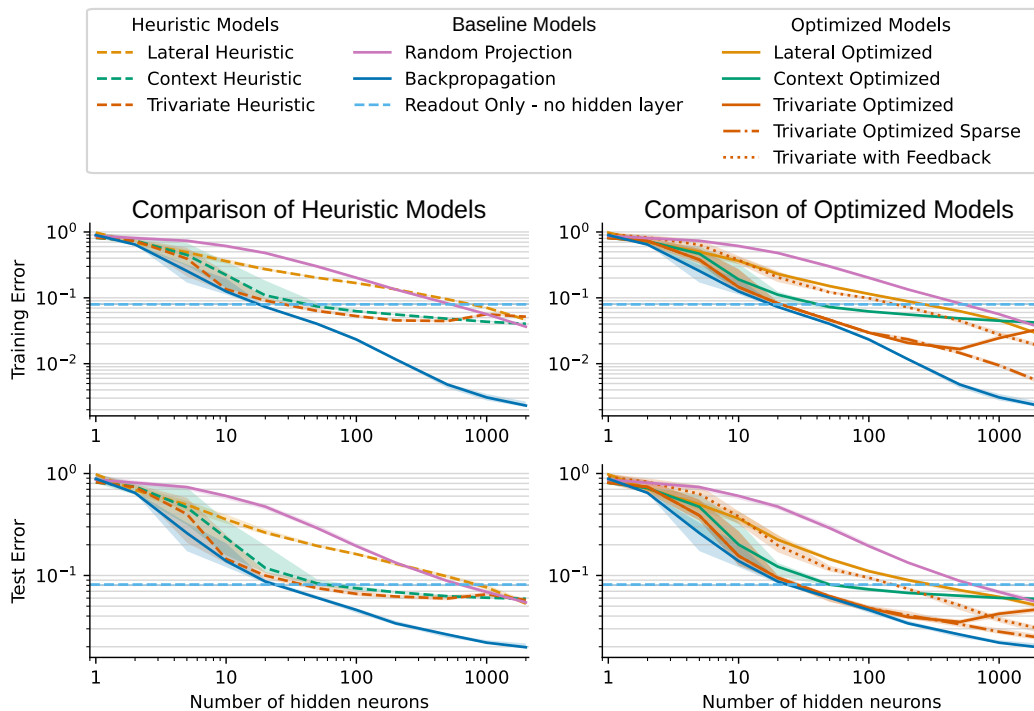 Heuristic Models
Lateral Heuristic
Context Heuristic
Trivariate Heuristic
Baseline Models
Random Projection
Backpropagation
Readout Only - no hidden layer
Optimized Models
Lateral Optimized
Context Optimized
Trivariate Optimized
Trivariate Optimized Sparse
Trivariate with Feedback
Comparison of Heuristic Models
Training Error
10⁰
10⁻¹
10⁻²
1 10 100 1000
Comparison of Optimized Models
10⁰
10⁻¹
10⁻²
1 10 100 1000
Test Error
10⁰
10⁻¹
1 10 100 1000
Number of hidden neurons
10⁰
10⁻¹
1 10 100 1000
Number of hidden neurons